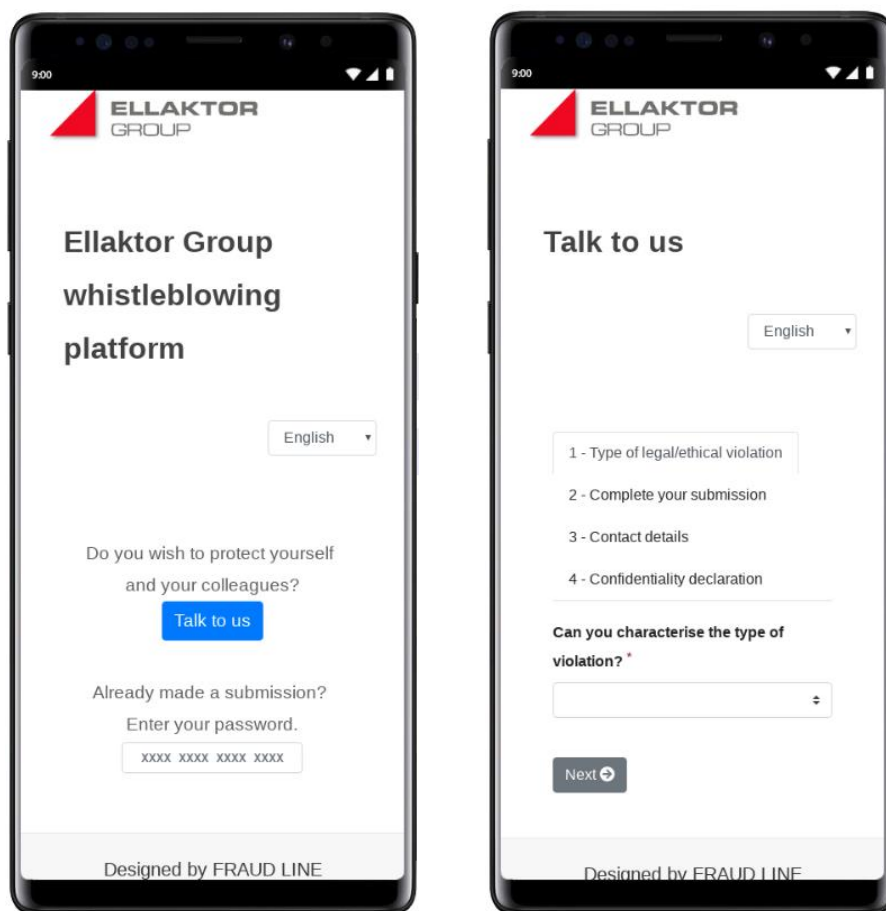 9:00
ELLAKTOR
GROUP
Ellaktor Group
whistleblowing
platform
English
Do you wish to protect yourself
and your colleagues?
Talk to us
Already made a submission?
Enter your password.
xxxx xxxx xxxx xxxx
Designed by FRAUD LINE
9:00
ELLAKTOR
GROUP
Talk to us
English
1 - Type of legal/ethical violation
2 - Complete your submission
3 - Contact details
4 - Confidentiality declaration
Can you characterise the type of
violation? *
Next
Designed by FRAUD LINE